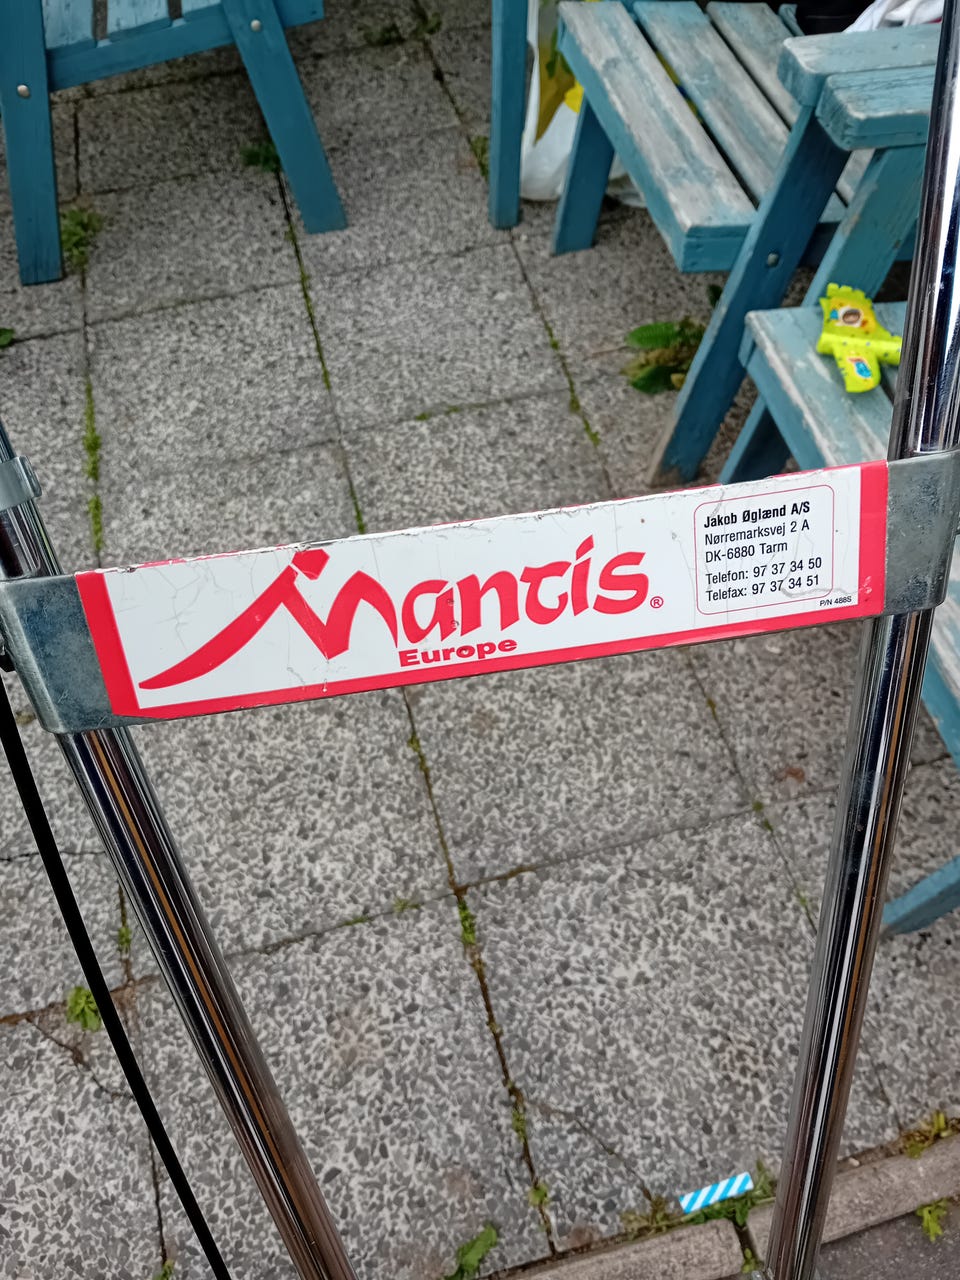 Mantis®
Europe
Jakob Øglænd A/S
Nørremarksvej 2 A
DK-6880 Tarm
Telefon: 97 37 34 50
Telefax: 97 37 34 51
P/N 488S